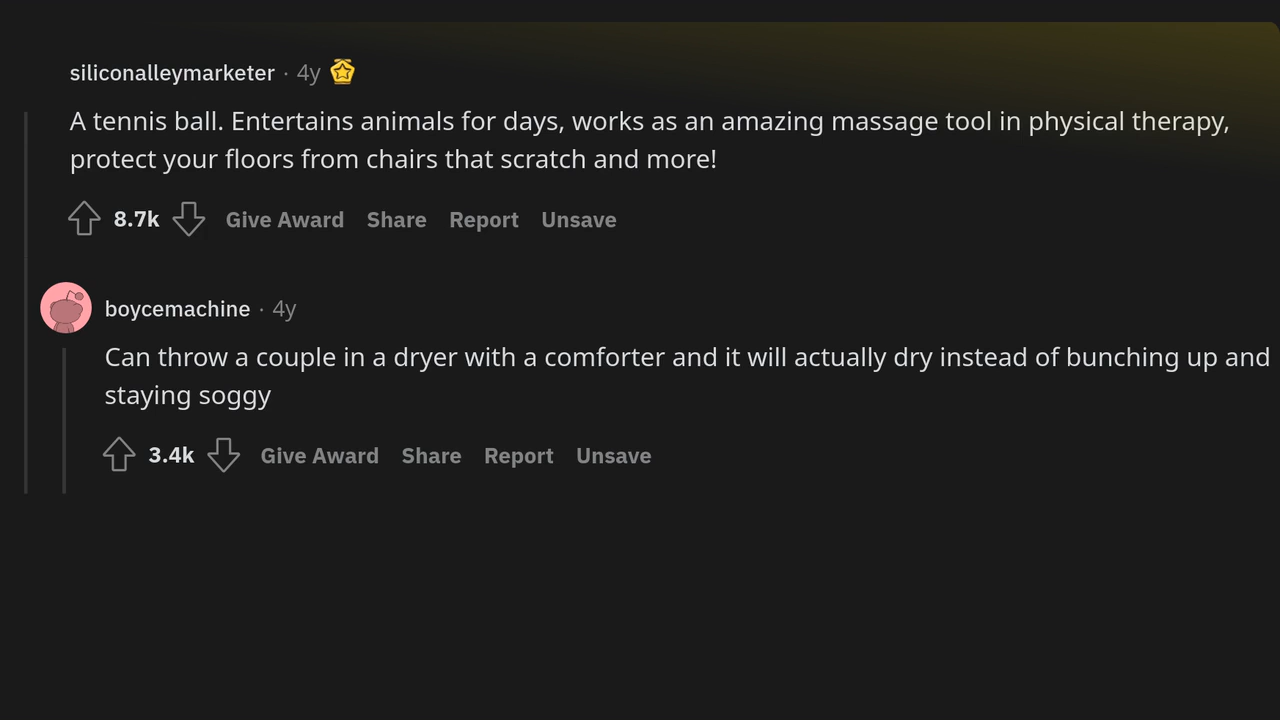 siliconalleymarketer · 4y
A tennis ball. Entertains animals for days, works as an amazing massage tool in physical therapy,
protect your floors from chairs that scratch and more!
8.7k Give Award Share Report Unsave
boycemachine · 4y
Can throw a couple in a dryer with a comforter and it will actually dry instead of bunching up and
staying soggy
3.4k Give Award Share Report Unsave